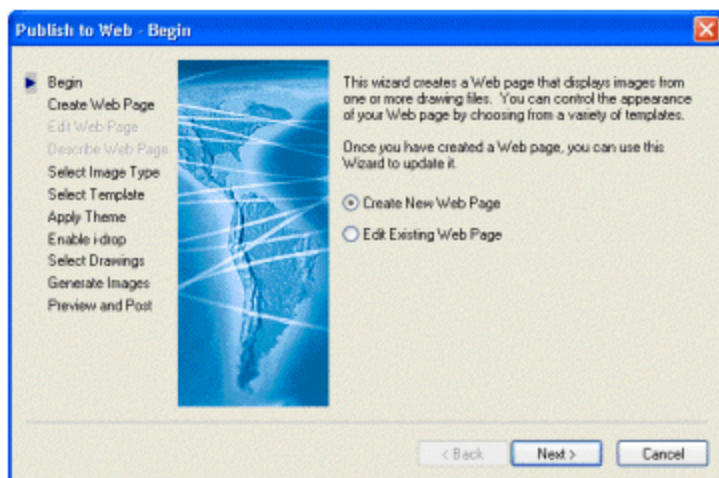 Publish to Web - Begin
Begin
Create Web Page
Edit Web Page
Describe Web Page
Select Image Type
Select Template
Apply Theme
Enable i-drop
Select Drawings
Generate Images
Preview and Post
This wizard creates a Web page that displays images from
one or more drawing files. You can control the appearance
of your Web page by choosing from a variety of templates.
Once you have created a Web page, you can use this
Wizard to update it.
Create New Web Page
Edit Existing Web Page
< Back
Next >
Cancel